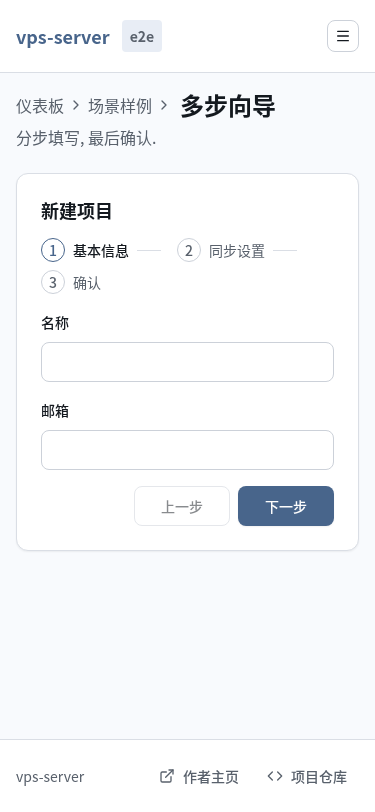 vps-server e2e
仪表板 场景样例 多步向导
分步填写, 最后确认.
新建项目
1 基本信息 2 同步设置
3 确认
名称
邮箱
上一步 下一步
vps-server 作者主页 项目仓库